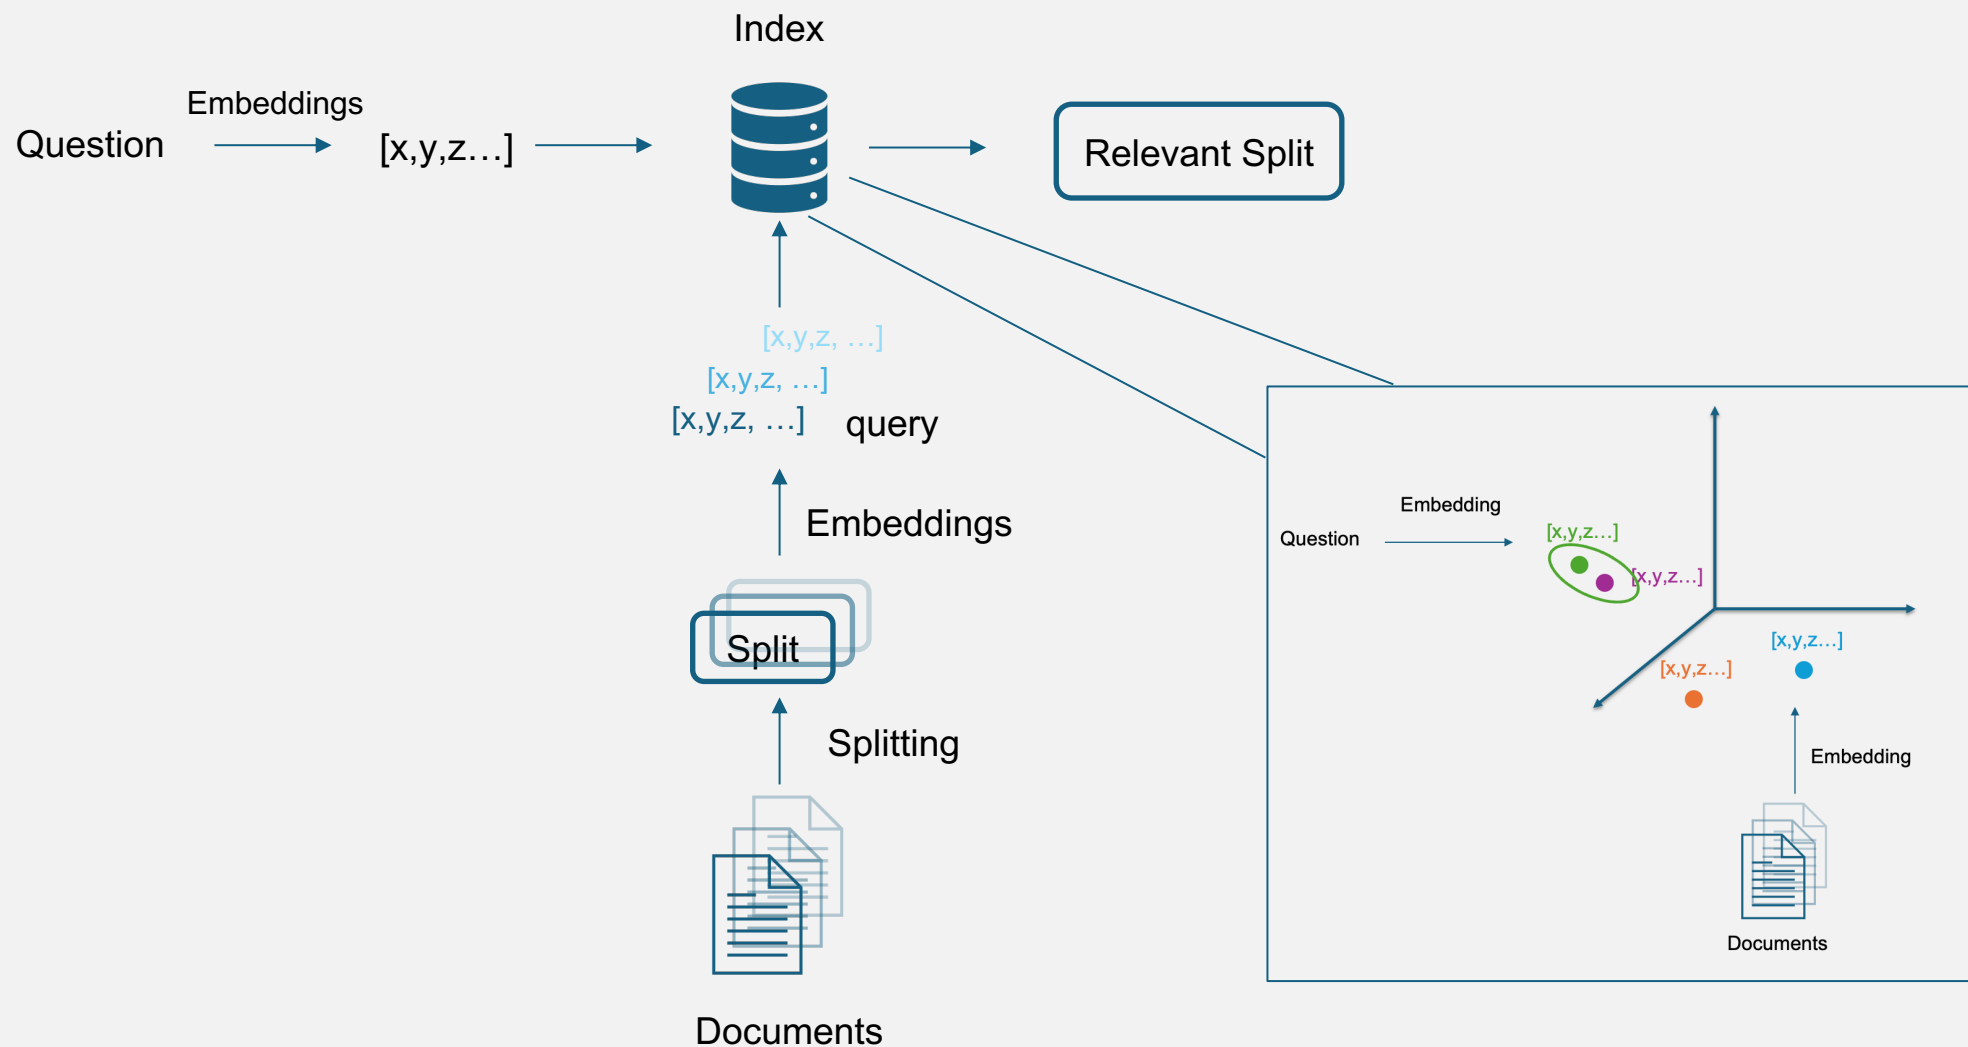 Index
Embeddings
Question
[x,y,z…]
Relevant Split
[x,y,z, …]
[x,y,z, …]
[x,y,z, …]
query
Embeddings
Split
Splitting
Documents
Embedding
Question
[x,y,z…]
[x,y,z…]
[x,y,z…]
[x,y,z…]
Embedding
Documents